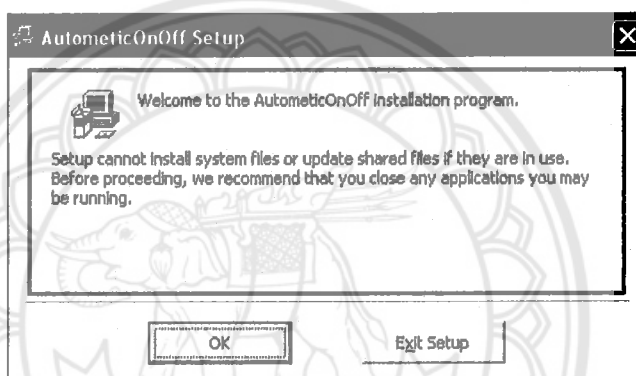 AutometicOnOff Setup
Welcome to the AutometicOnOff installation program.
Setup cannot install system files or update shared files if they are in use.
Before proceeding, we recommend that you close any applications you may
be running.
OK
Exit Setup